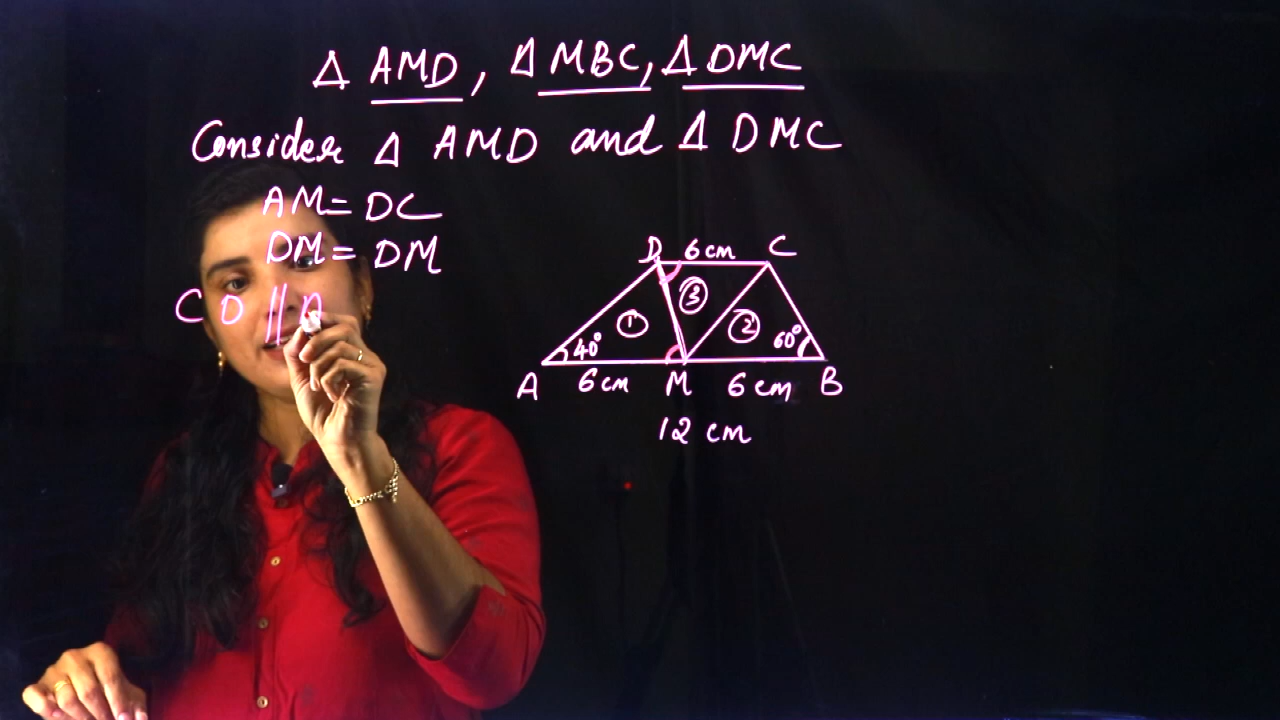 Δ AMD, Δ MBC, Δ DMC
Consider Δ AMD and Δ DMC
AM = DC
DM = DM
CD ||
D 6 cm C
1 3 2
40° 60°
A 6 cm M 6 cm B
12 cm